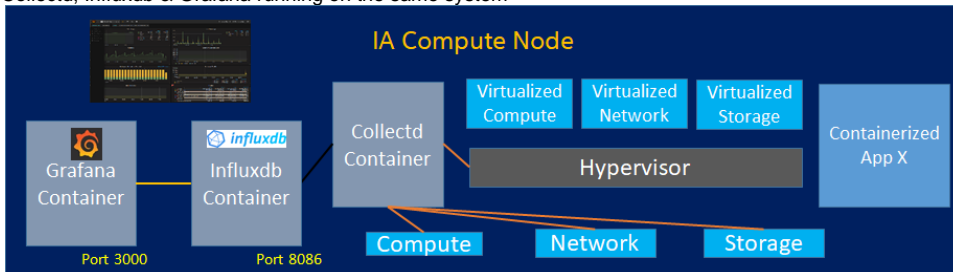 Collectd, Influxdb & Grafana running on the same system
IA Compute Node
Grafana
Container
Port 3000
influxdb
Influxdb
Container
Port 8086
Collectd
Container
Virtualized
Compute
Virtualized
Network
Virtualized
Storage
Hypervisor
Compute
Network
Storage
Containerized
App X